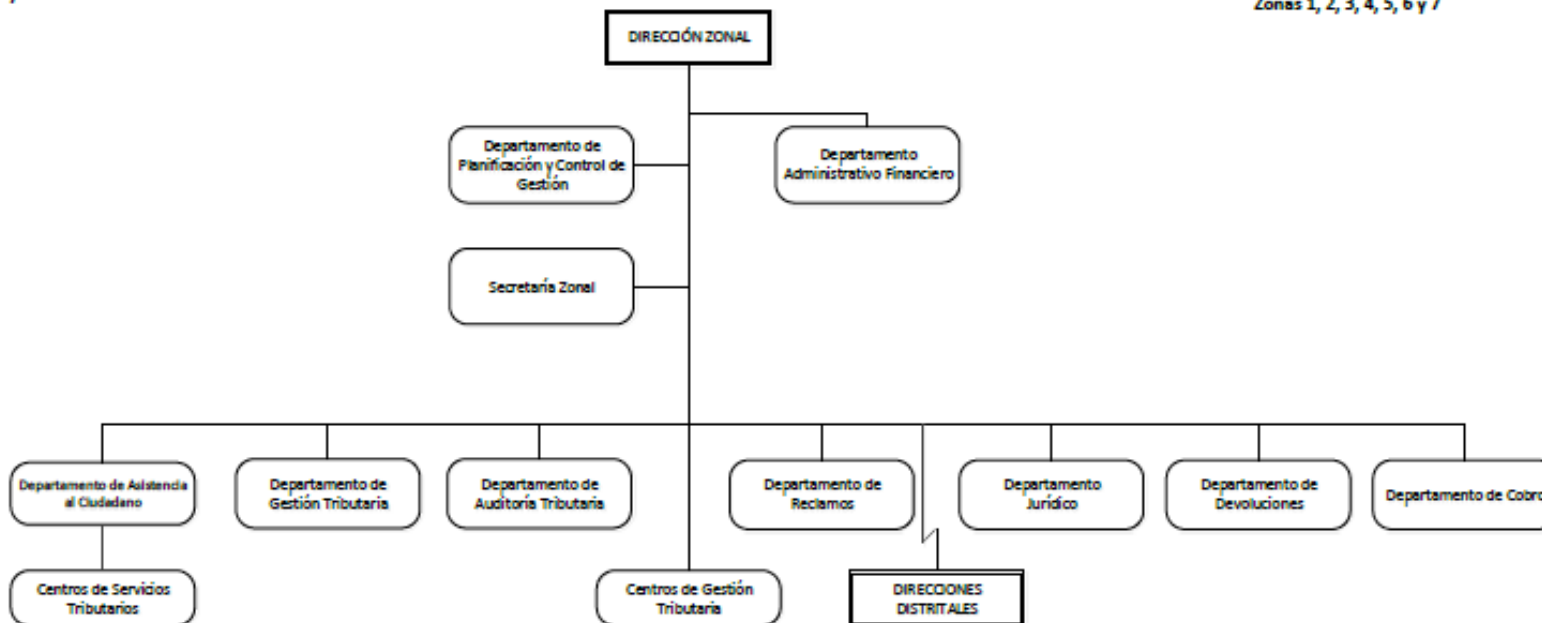 Zonas 1, 2, 3, 4, 5, 6 y 7
DIRECCIÓN ZONAL
Departamento de
Planificación y Control de
Gestión
Departamento
Administrativo Financiero
Secretaría Zonal
Departamento de Asistencia
al Ciudadano
Departamento de
Gestión Tributaria
Departamento de
Auditoría Tributaria
Departamento de
Reclamos
Departamento
Jurídico
Departamento de
Devoluciones
Departamento de Cobro
Centros de Servicios
Tributarios
Centros de Gestión
Tributaria
DIRECCIONES
DISTRITALES